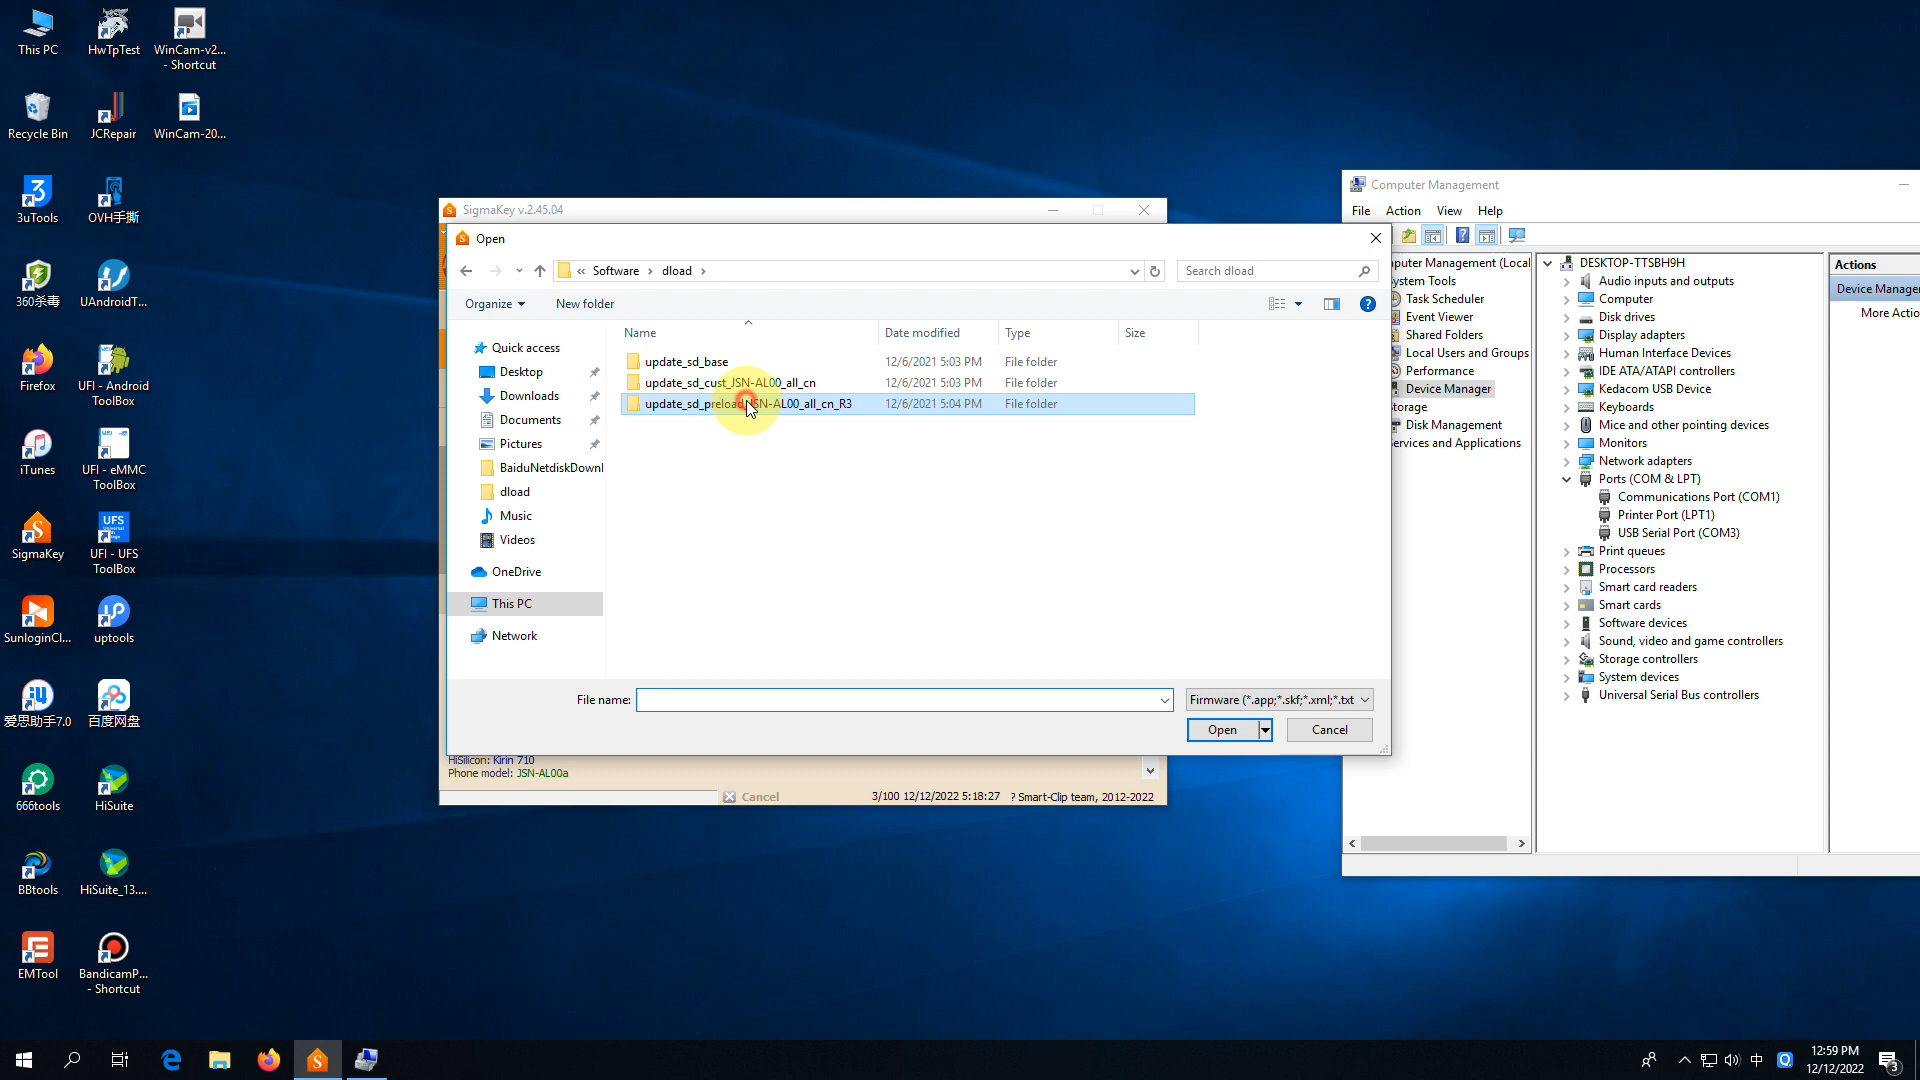 This PC
HwTpTest
WinCam-v2...
- Shortcut
Recycle Bin
JCRepair
WinCam-20...
3uTools
OVH手撕
360杀毒
UAndroidT...
Firefox
UFI - Android
ToolBox
iTunes
UFI - eMMC
ToolBox
SigmaKey
UFI - UFS
ToolBox
SunloginCl...
uptools
爱思助手7.0
百度网盘
666tools
HiSuite
BBtools
HiSuite_13....
EMTool
BandicamP...
- Shortcut
SigmaKey v.2.45.04
Open
« Software › dload ›
Search dload
Organize
New folder
Name
Date modified
Type
Size
Quick access
Desktop
Downloads
Documents
Pictures
BaiduNetdiskDownl
dload
Music
Videos
OneDrive
This PC
Network
update_sd_base 12/6/2021 5:03 PM File folder
update_sd_cust_JSN-AL00_all_cn 12/6/2021 5:03 PM File folder
update_sd_preload_JSN-AL00_all_cn_R3 12/6/2021 5:04 PM File folder
File name:
Firmware (*.app;*.skf;*.xml;*.txt
Open
Cancel
HiSilicon: Kirin 710
Phone model: JSN-AL00a
Cancel
3/100 12/12/2022 5:18:27
? Smart-Clip team, 2012-2022
Computer Management
File Action View Help
puter Management (Local
ystem Tools
Task Scheduler
Event Viewer
Shared Folders
Local Users and Groups
Performance
Device Manager
torage
Disk Management
ervices and Applications
DESKTOP-TTSBH9H
Audio inputs and outputs
Computer
Disk drives
Display adapters
Human Interface Devices
IDE ATA/ATAPI controllers
Kedacom USB Device
Keyboards
Mice and other pointing devices
Monitors
Network adapters
Ports (COM & LPT)
Communications Port (COM1)
Printer Port (LPT1)
USB Serial Port (COM3)
Print queues
Processors
Smart card readers
Smart cards
Software devices
Sound, video and game controllers
Storage controllers
System devices
Universal Serial Bus controllers
Actions
Device Manager
More Actio
中
12:59 PM
12/12/2022
3